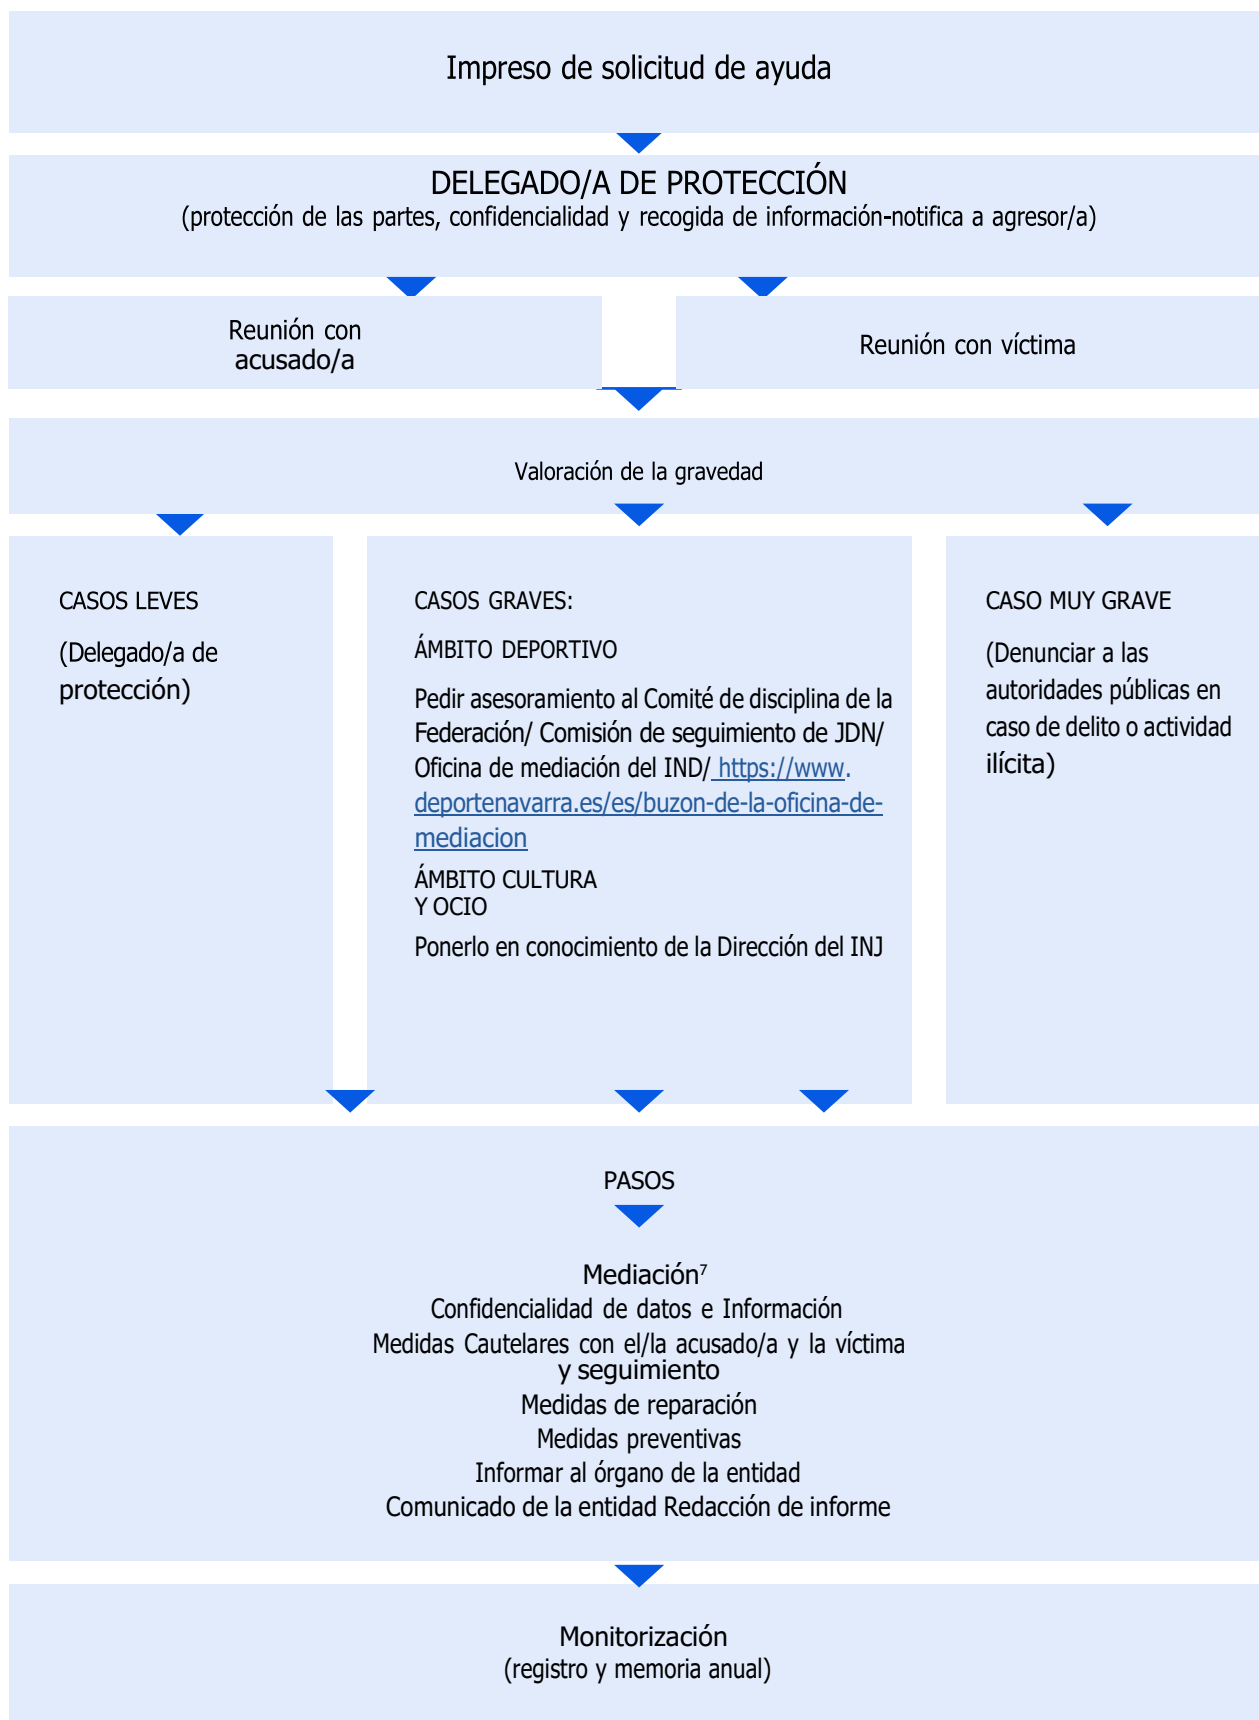 Impreso de solicitud de ayuda
DELEGADO/A DE PROTECCIÓN
(protección de las partes, confidencialidad y recogida de información-notifica a agresor/a)
Reunión con
acusado/a
Reunión con víctima
Valoración de la gravedad
CASOS LEVES
(Delegado/a de
protección)
CASOS GRAVES:
ÁMBITO DEPORTIVO
Pedir asesoramiento al Comité de disciplina de la
Federación/ Comisión de seguimiento de JDN/
Oficina de mediación del IND/ https://www.
deportenavarra.es/es/buzon-de-la-oficina-de-
mediacion
ÁMBITO CULTURA
Y OCIO
Ponerlo en conocimiento de la Dirección del INJ
CASO MUY GRAVE
(Denunciar a las
autoridades públicas en
caso de delito o actividad
ilícita)
PASOS
Mediación⁷
Confidencialidad de datos e Información
Medidas Cautelares con el/la acusado/a y la víctima
y seguimiento
Medidas de reparación
Medidas preventivas
Informar al órgano de la entidad
Comunicado de la entidad Redacción de informe
Monitorización
(registro y memoria anual)